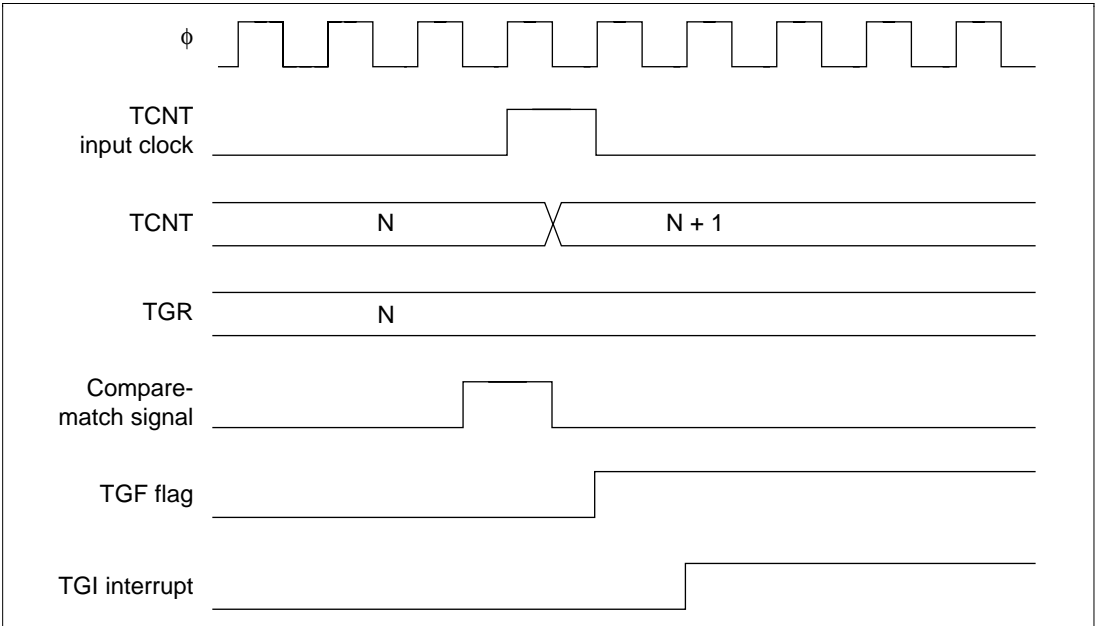 ϕ
TCNT
input clock
TCNT
N
N + 1
TGR
N
Compare-
match signal
TGF flag
TGI interrupt